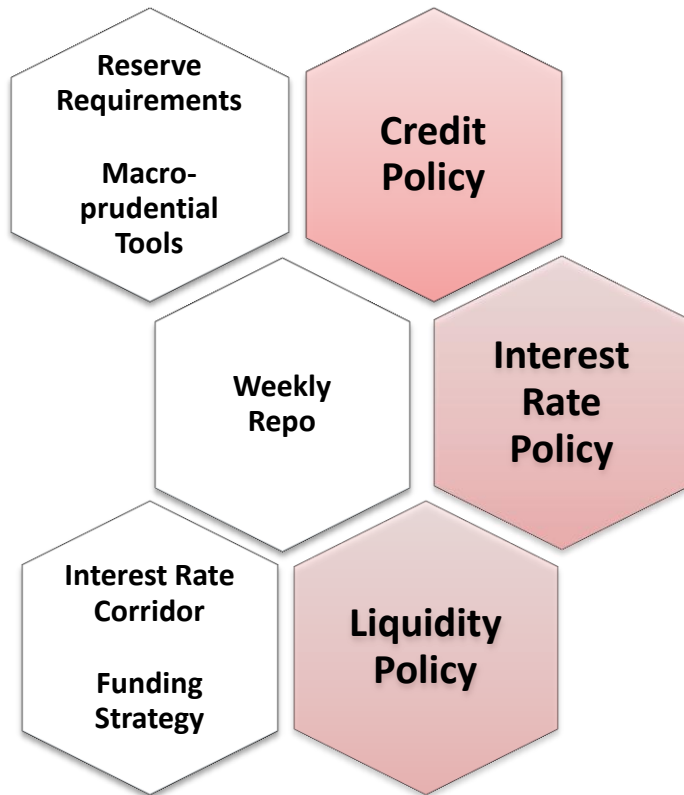 Reserve
Requirements
Macro-
prudential
Tools
Credit
Policy
Weekly
Repo
Interest
Rate
Policy
Interest Rate
Corridor
Funding
Strategy
Liquidity
Policy